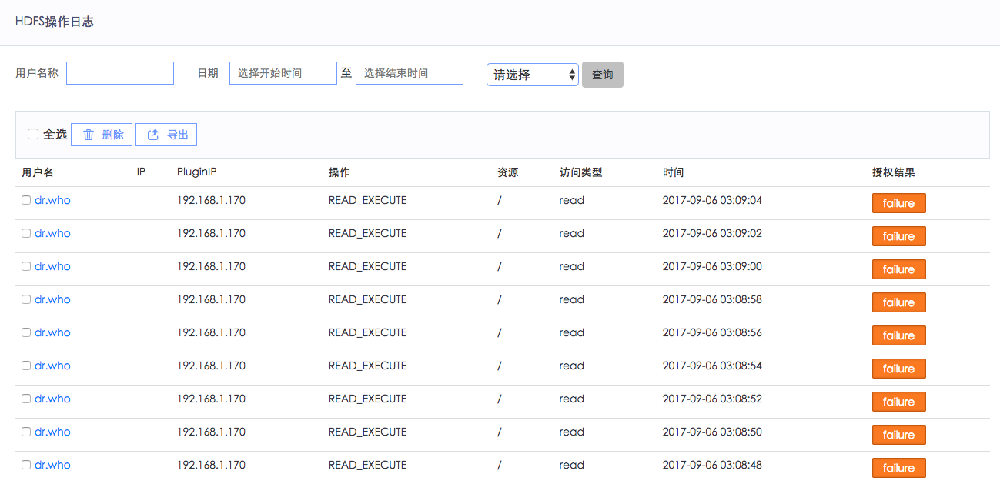 HDFS操作日志
用户名称 日期 选择开始时间 至 选择结束时间 请选择 查询
全选 删除 导出
用户名 IP PluginIP 操作 资源 访问类型 时间 授权结果
dr.who 192.168.1.170 READ_EXECUTE / read 2017-09-06 03:09:04 failure
dr.who 192.168.1.170 READ_EXECUTE / read 2017-09-06 03:09:02 failure
dr.who 192.168.1.170 READ_EXECUTE / read 2017-09-06 03:09:00 failure
dr.who 192.168.1.170 READ_EXECUTE / read 2017-09-06 03:08:58 failure
dr.who 192.168.1.170 READ_EXECUTE / read 2017-09-06 03:08:56 failure
dr.who 192.168.1.170 READ_EXECUTE / read 2017-09-06 03:08:54 failure
dr.who 192.168.1.170 READ_EXECUTE / read 2017-09-06 03:08:52 failure
dr.who 192.168.1.170 READ_EXECUTE / read 2017-09-06 03:08:50 failure
dr.who 192.168.1.170 READ_EXECUTE / read 2017-09-06 03:08:48 failure